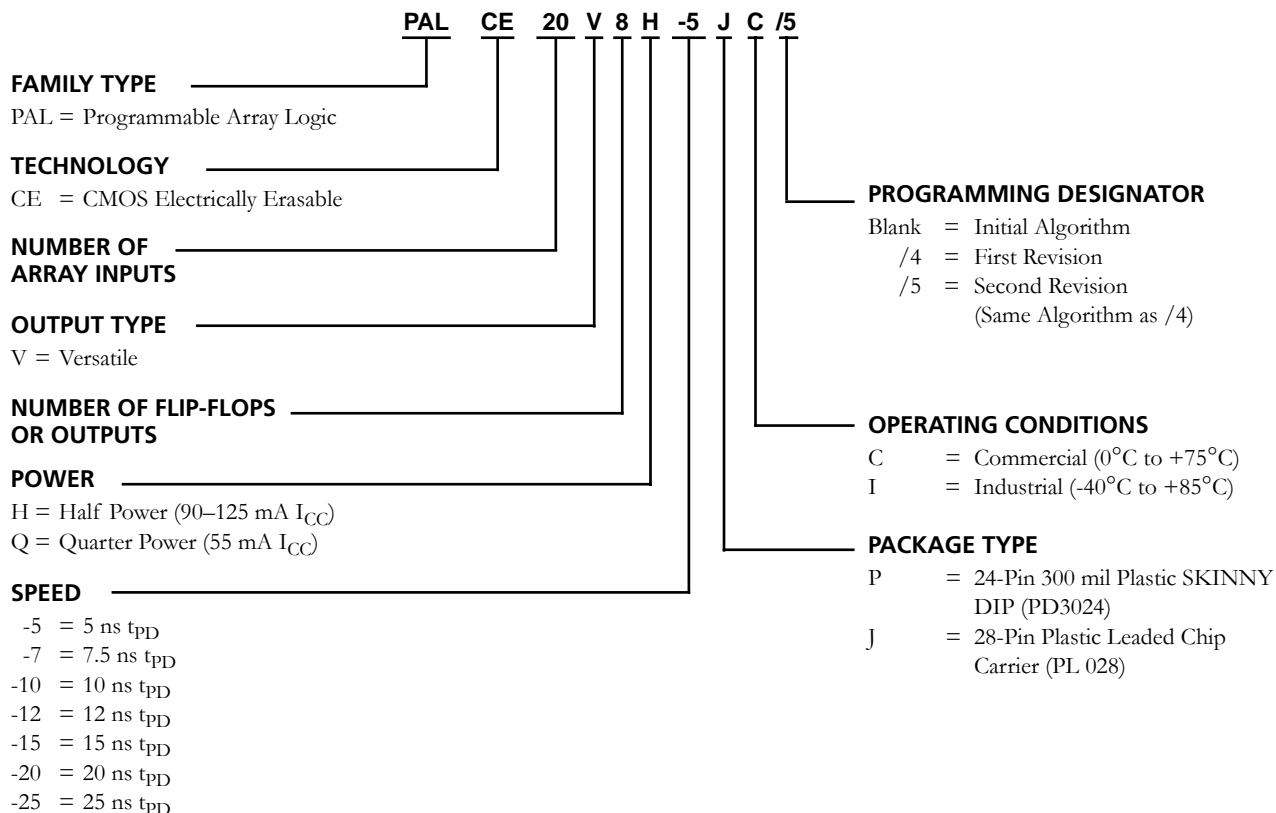 PAL CE 20 V 8 H -5 J C /5
FAMILY TYPE
PAL = Programmable Array Logic
TECHNOLOGY
CE = CMOS Electrically Erasable
NUMBER OF
ARRAY INPUTS
OUTPUT TYPE
V = Versatile
NUMBER OF FLIP-FLOPS
OR OUTPUTS
POWER
H = Half Power (90–125 mA ICC)
Q = Quarter Power (55 mA ICC)
SPEED
-5 = 5 ns tPD
-7 = 7.5 ns tPD
-10 = 10 ns tPD
-12 = 12 ns tPD
-15 = 15 ns tPD
-20 = 20 ns tPD
-25 = 25 ns tPD
PROGRAMMING DESIGNATOR
Blank = Initial Algorithm
/4 = First Revision
/5 = Second Revision
(Same Algorithm as /4)
OPERATING CONDITIONS
C = Commercial (0°C to +75°C)
I = Industrial (-40°C to +85°C)
PACKAGE TYPE
P = 24-Pin 300 mil Plastic SKINNY
DIP (PD3024)
J = 28-Pin Plastic Leaded Chip
Carrier (PL 028)